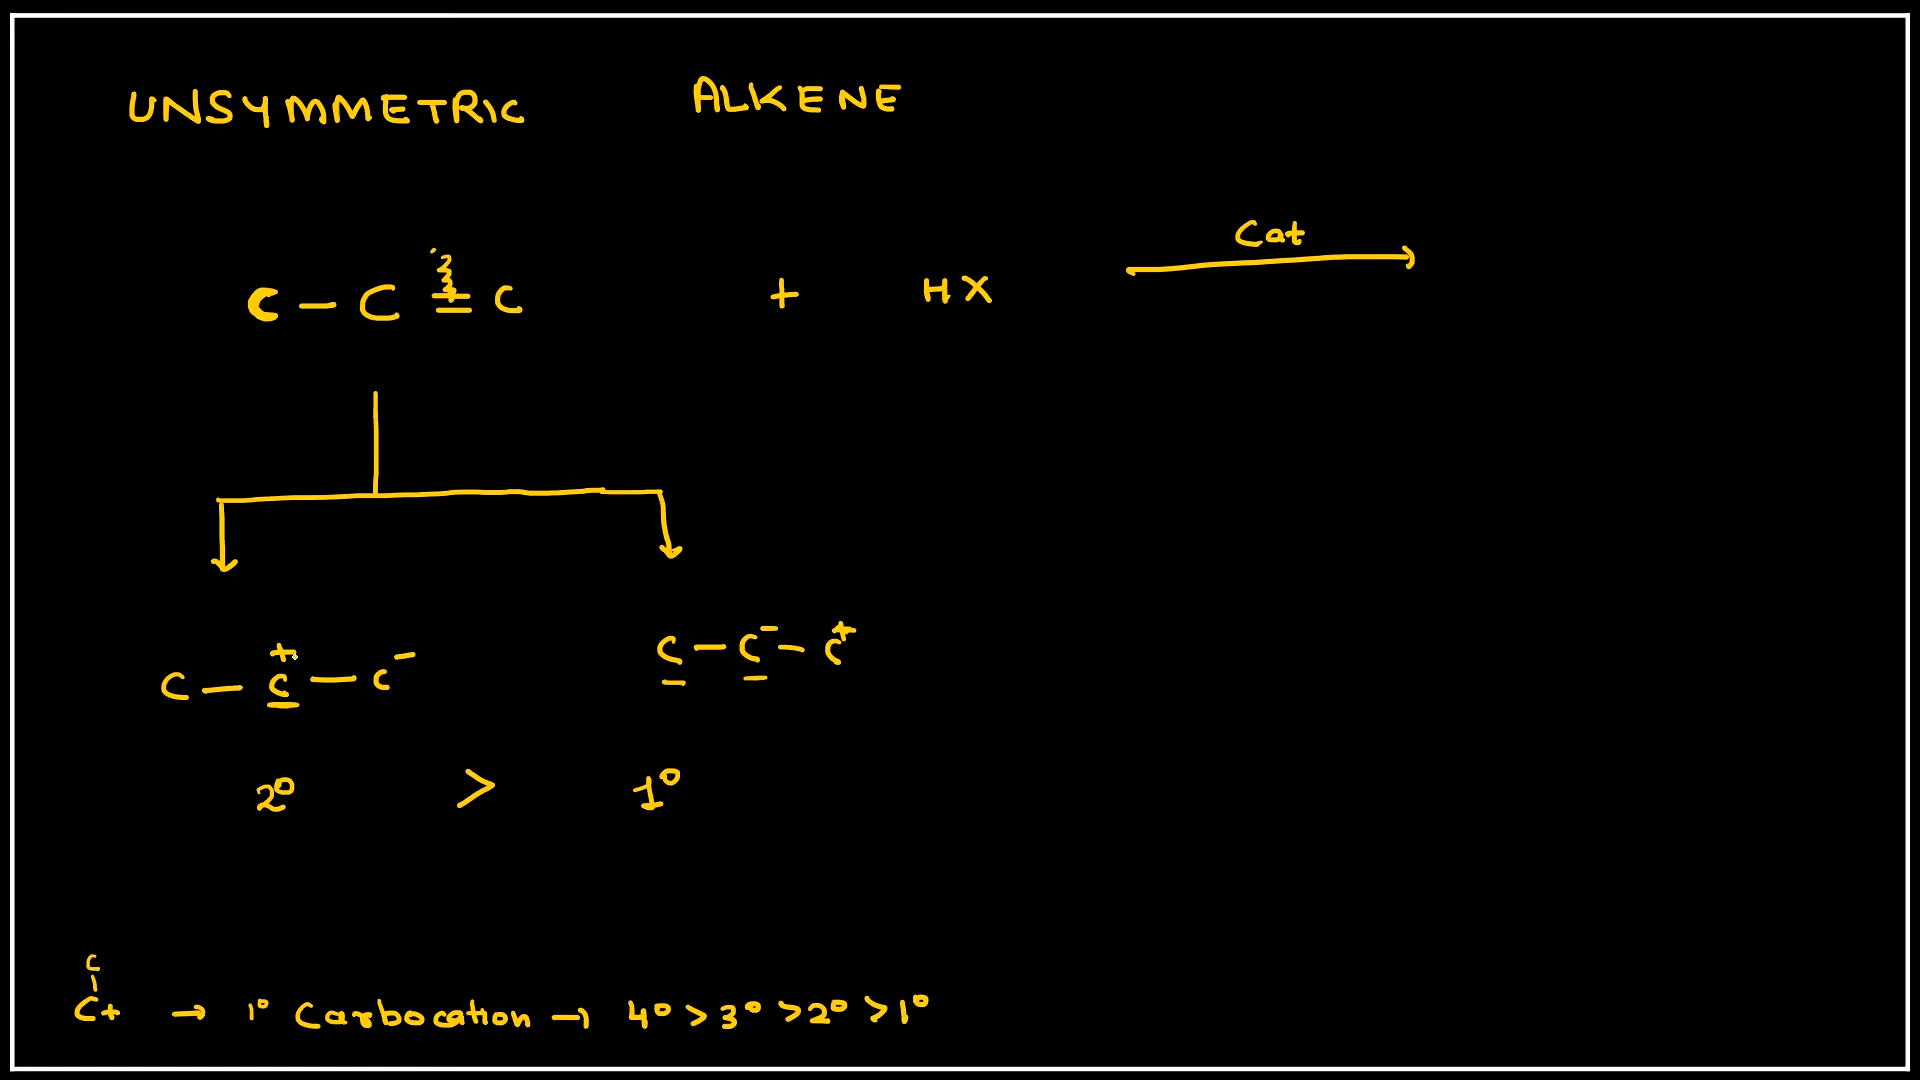 UNSYMMETRIC ALKENE
C - C = C + HX
Cat
C - C+ - C-
C - C- - C+
2° > 1°
C
C+ → 1° Carbocation → 4° > 3° > 2° > 1°